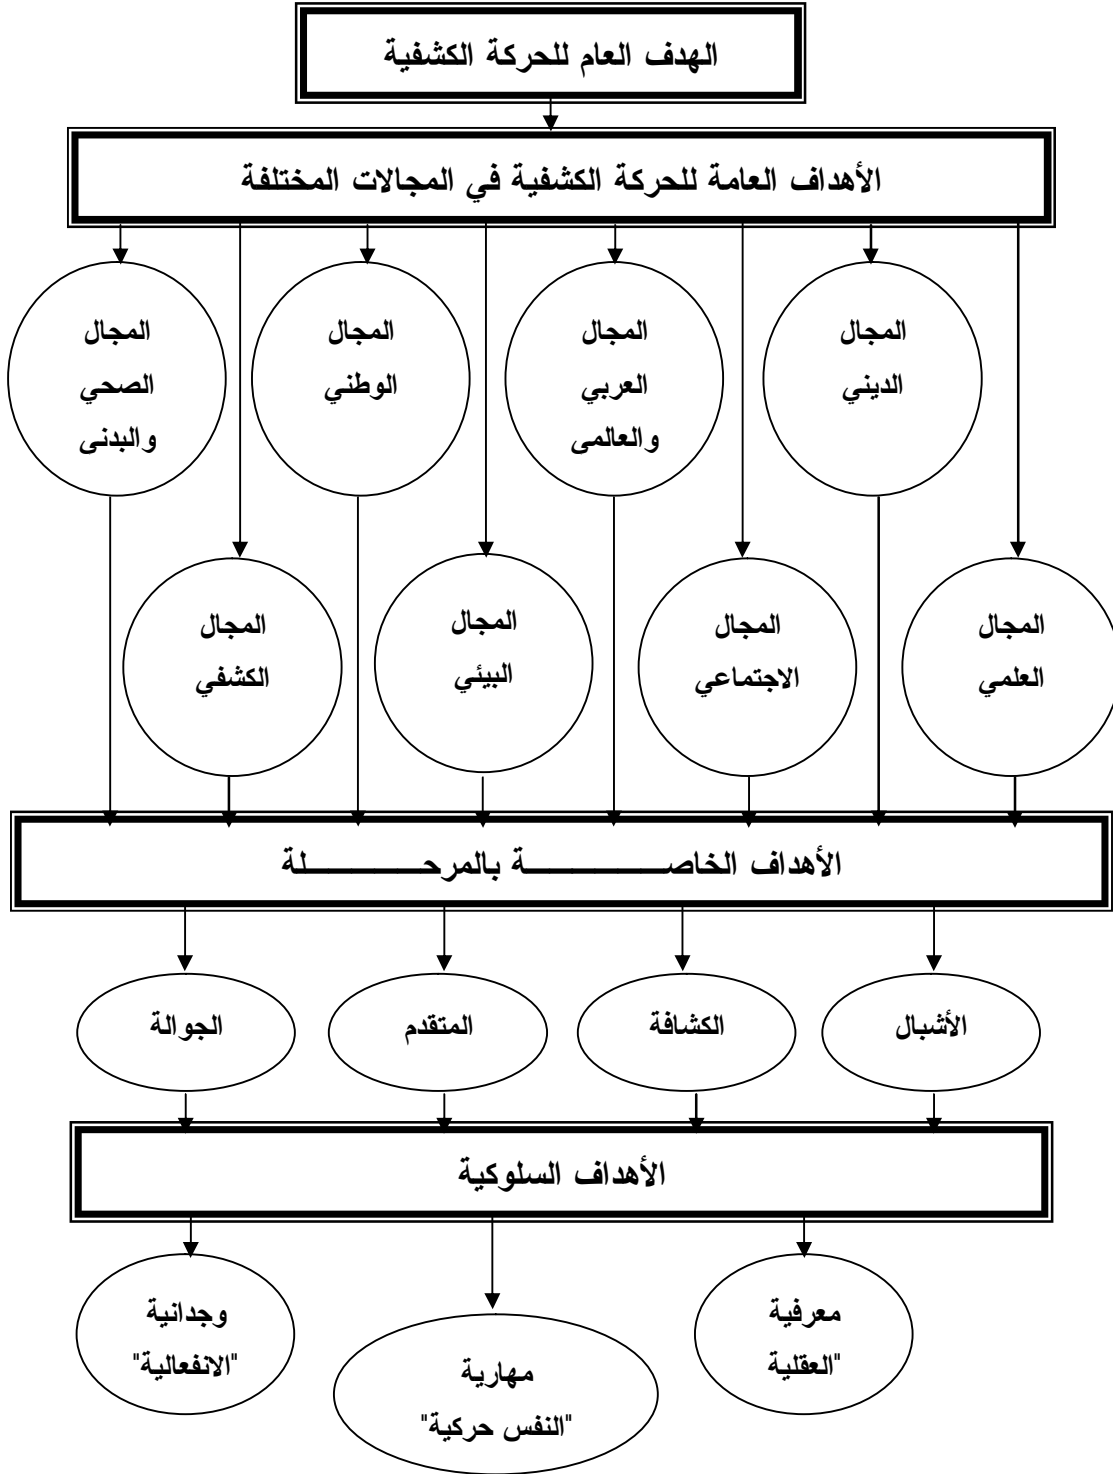 الهدف العام للحركة الكشفية
الأهداف العامة للحركة الكشفية في المجالات المختلفة
المجال
الديني
المجال
العربي
والعالمى
المجال
الوطني
المجال
الصحي
والبدنى
المجال
العلمي
المجال
الاجتماعي
المجال
البيئي
المجال
الكشفي
الأهداف الخاصـــــــــــــة بالمرحـــــــــــلة
الأشبال
الكشافة
المتقدم
الجوالة
الأهداف السلوكية
معرفية
"العقلية
مهارية
"النفس حركية"
وجدانية
"الانفعالية"